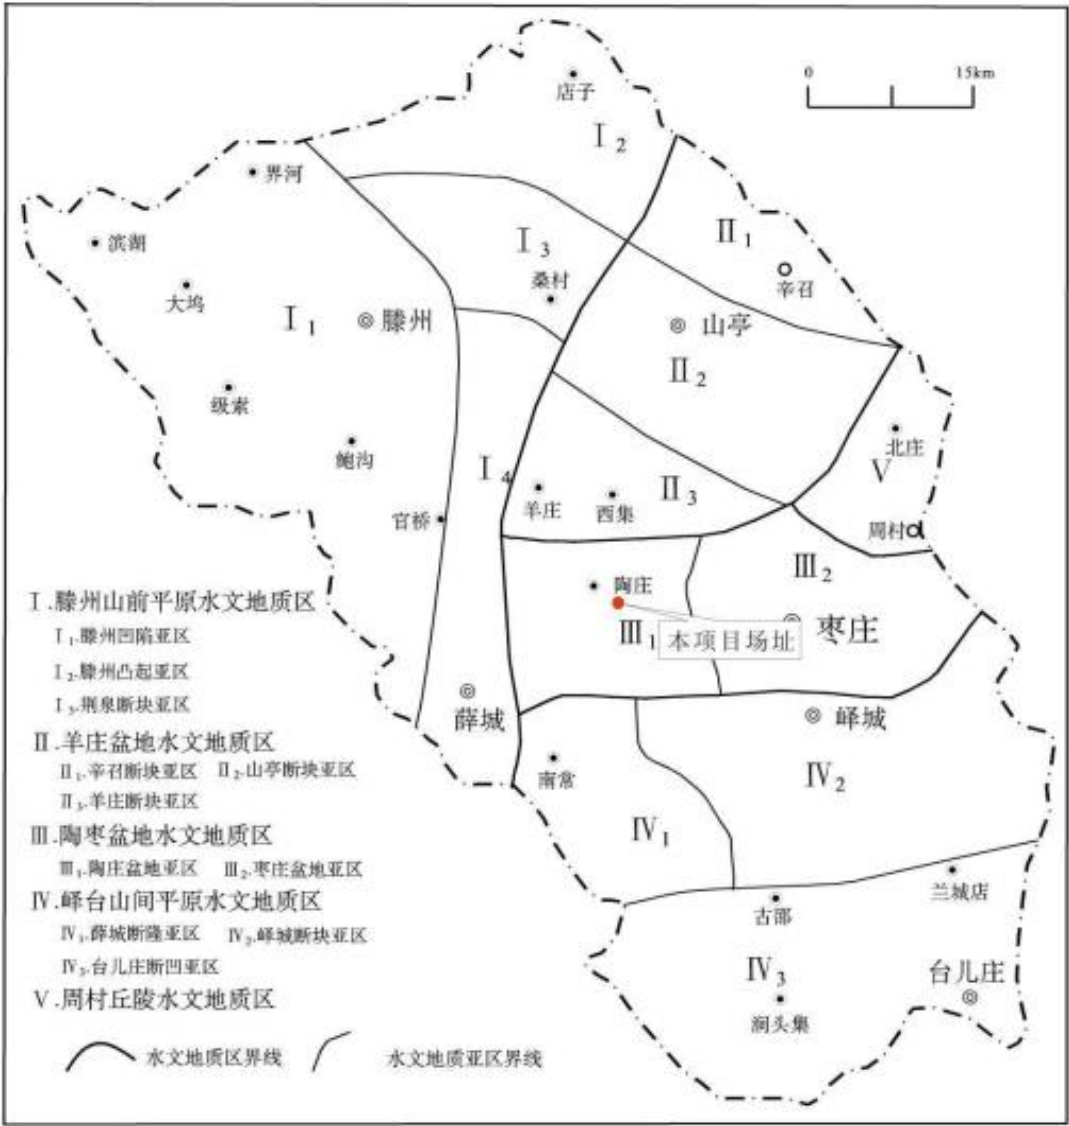 0 15km
店子
Ⅰ2
界河
Ⅱ1
滨湖
Ⅰ3
辛召
桑村
大坞
Ⅰ1
滕州
山亭
Ⅱ2
级索
北庄
鲍沟
Ⅴ
Ⅰ4
羊庄
西集
Ⅱ3
官桥
周村
Ⅲ2
陶庄
Ⅲ1
本项目场址
枣庄
薛城
峄城
南常
Ⅳ2
Ⅳ1
兰城店
古邵
Ⅳ3
台儿庄
涧头集
Ⅰ.滕州山前平原水文地质区
Ⅰ1.滕州凹陷亚区
Ⅰ2.滕州凸起亚区
Ⅰ3.荆泉断块亚区
Ⅱ.羊庄盆地水文地质区
Ⅱ1.辛召断块亚区 Ⅱ2.山亭断块亚区
Ⅱ3.羊庄断块亚区
Ⅲ.陶枣盆地水文地质区
Ⅲ1.陶庄盆地亚区 Ⅲ2.枣庄盆地亚区
Ⅳ.峄台山间平原水文地质区
Ⅳ1.薛城断隆亚区 Ⅳ2.峄城断块亚区
Ⅳ3.台儿庄断凹亚区
Ⅴ.周村丘陵水文地质区
水文地质区界线 水文地质亚区界线